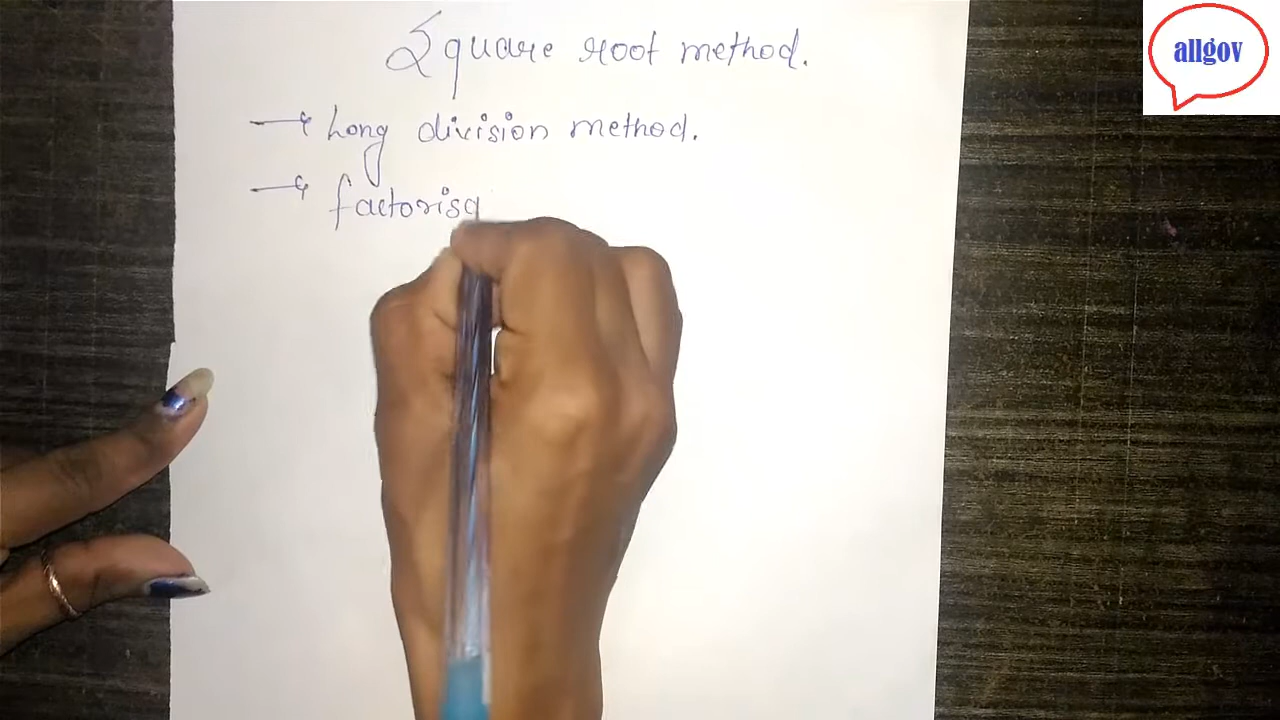 Square root method.
allgov
→ Long division method.
→ factorisa